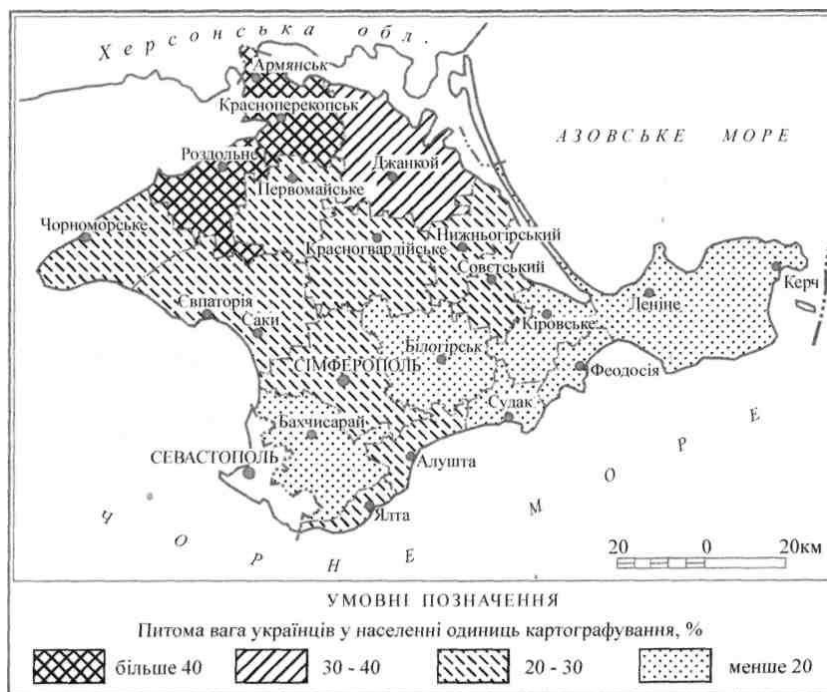 Херсонська обл.
Армянськ
Красноперекопськ
АЗОВСЬКЕ МОРЕ
Роздольне
Джанкой
Первомайське
Чорноморське
Нижньогірський
Красногвардійське
Совєтський
Керч
Леніне
Євпаторія
Кіровське
Саки
Білогірськ
СІМФЕРОПОЛЬ
Феодосія
Судак
Бахчисарай
СЕВАСТОПОЛЬ
Алушта
Ялта
ЧОРНЕ МОРЕ
20 0 20км
УМОВНІ ПОЗНАЧЕННЯ
Питома вага українців у населенні одиниць картографування, %
більше 40 30 - 40 20 - 30 менше 20